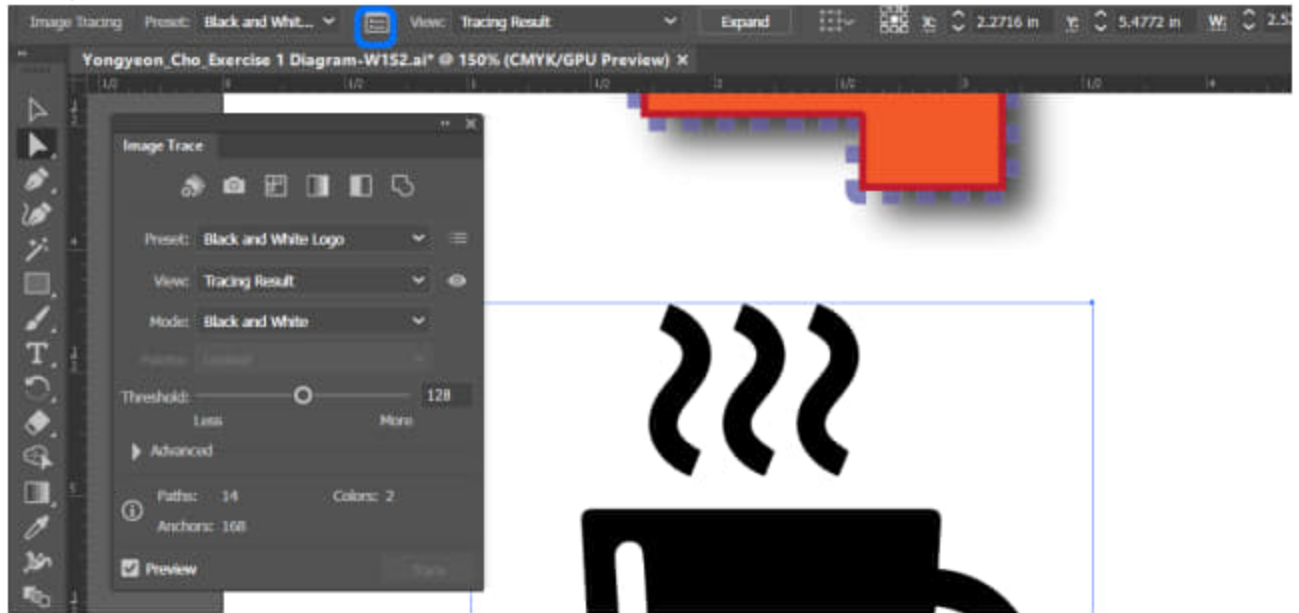 Image Tracing Preset: Black and Whit... View: Tracing Result Expand X: 2.2716 in Y: 5.4772 in W:
Yongyeon_Cho_Exercise 1 Diagram-W152.ai* @ 150% (CMYK/GPU Preview) ×
Image Trace
Preset: Black and White Logo
View: Tracing Result
Mode: Black and White
Threshold: 128
Less More
Advanced
Paths: 14 Colors: 2
Anchors: 168
Preview